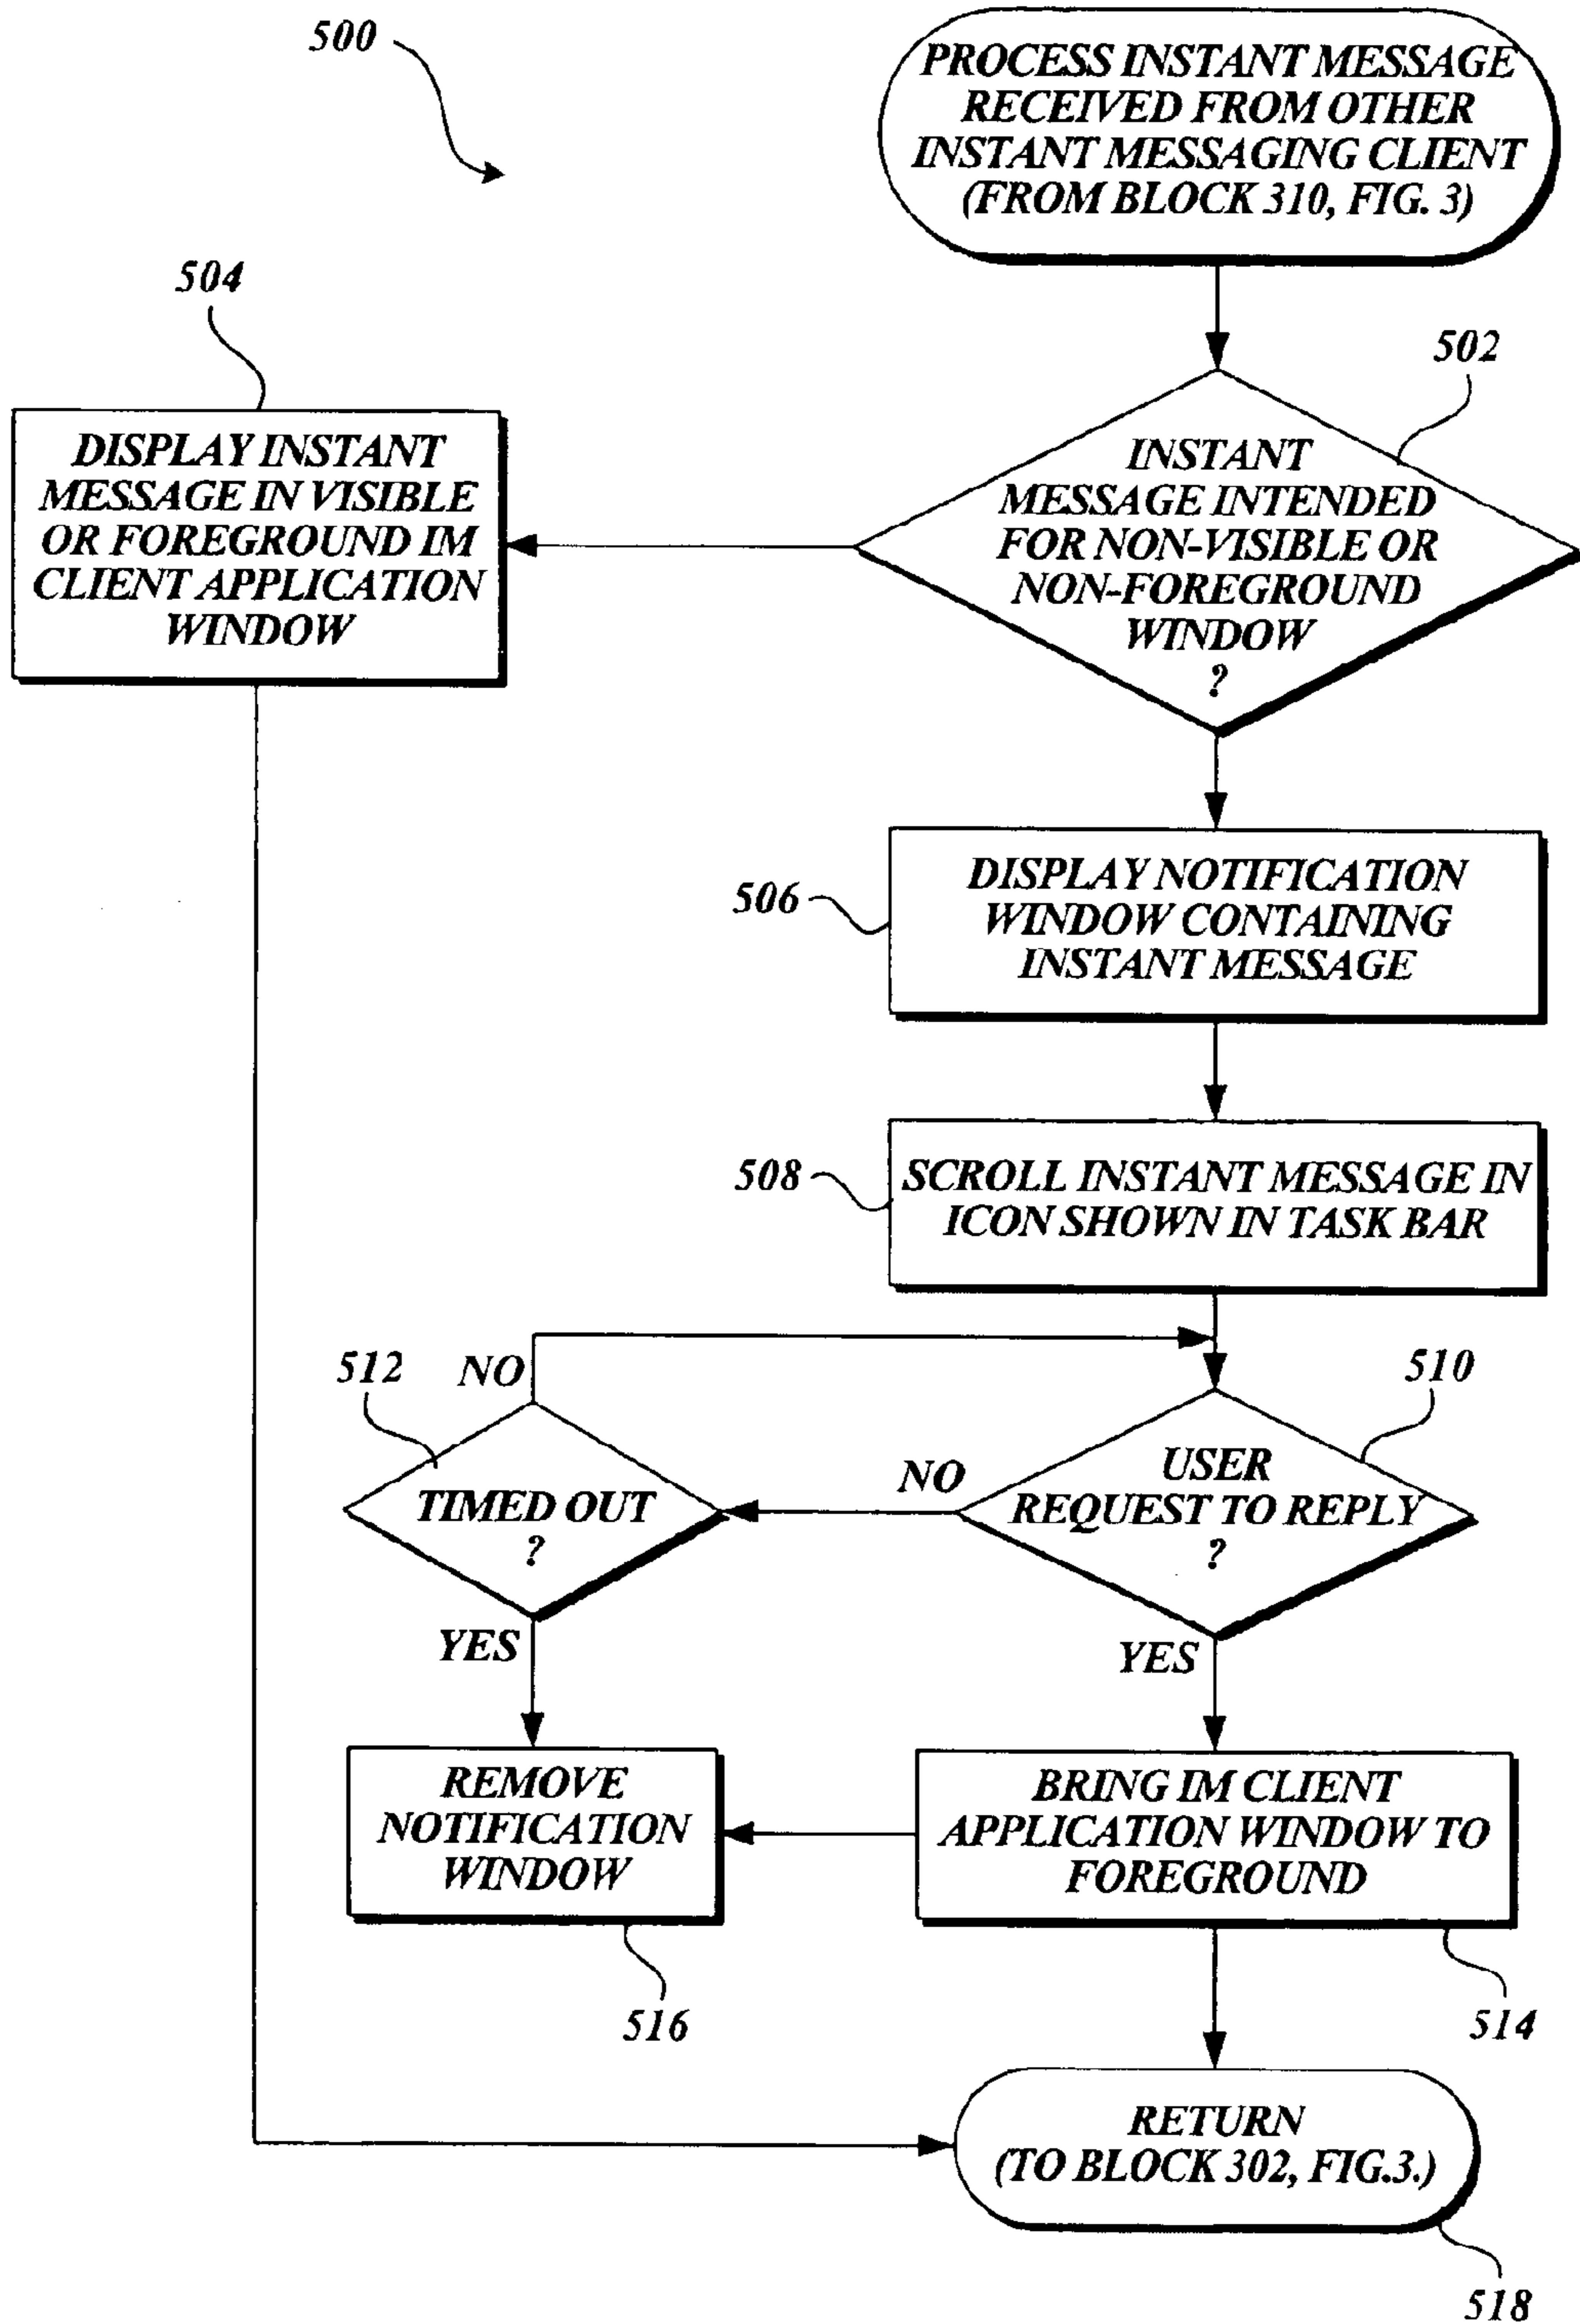 500
PROCESS INSTANT MESSAGE
RECEIVED FROM OTHER
INSTANT MESSAGING CLIENT
(FROM BLOCK 310, FIG. 3)
504
502
DISPLAY INSTANT
MESSAGE IN VISIBLE
OR FOREGROUND IM
CLIENT APPLICATION
WINDOW
INSTANT
MESSAGE INTENDED
FOR NON-VISIBLE OR
NON-FOREGROUND
WINDOW
?
506
DISPLAY NOTIFICATION
WINDOW CONTAINING
INSTANT MESSAGE
508
SCROLL INSTANT MESSAGE IN
ICON SHOWN IN TASK BAR
512
NO
510
TIMED OUT
?
NO
USER
REQUEST TO REPLY
?
YES
YES
REMOVE
NOTIFICATION
WINDOW
BRING IM CLIENT
APPLICATION WINDOW TO
FOREGROUND
516
514
RETURN
(TO BLOCK 302, FIG.3.)
518